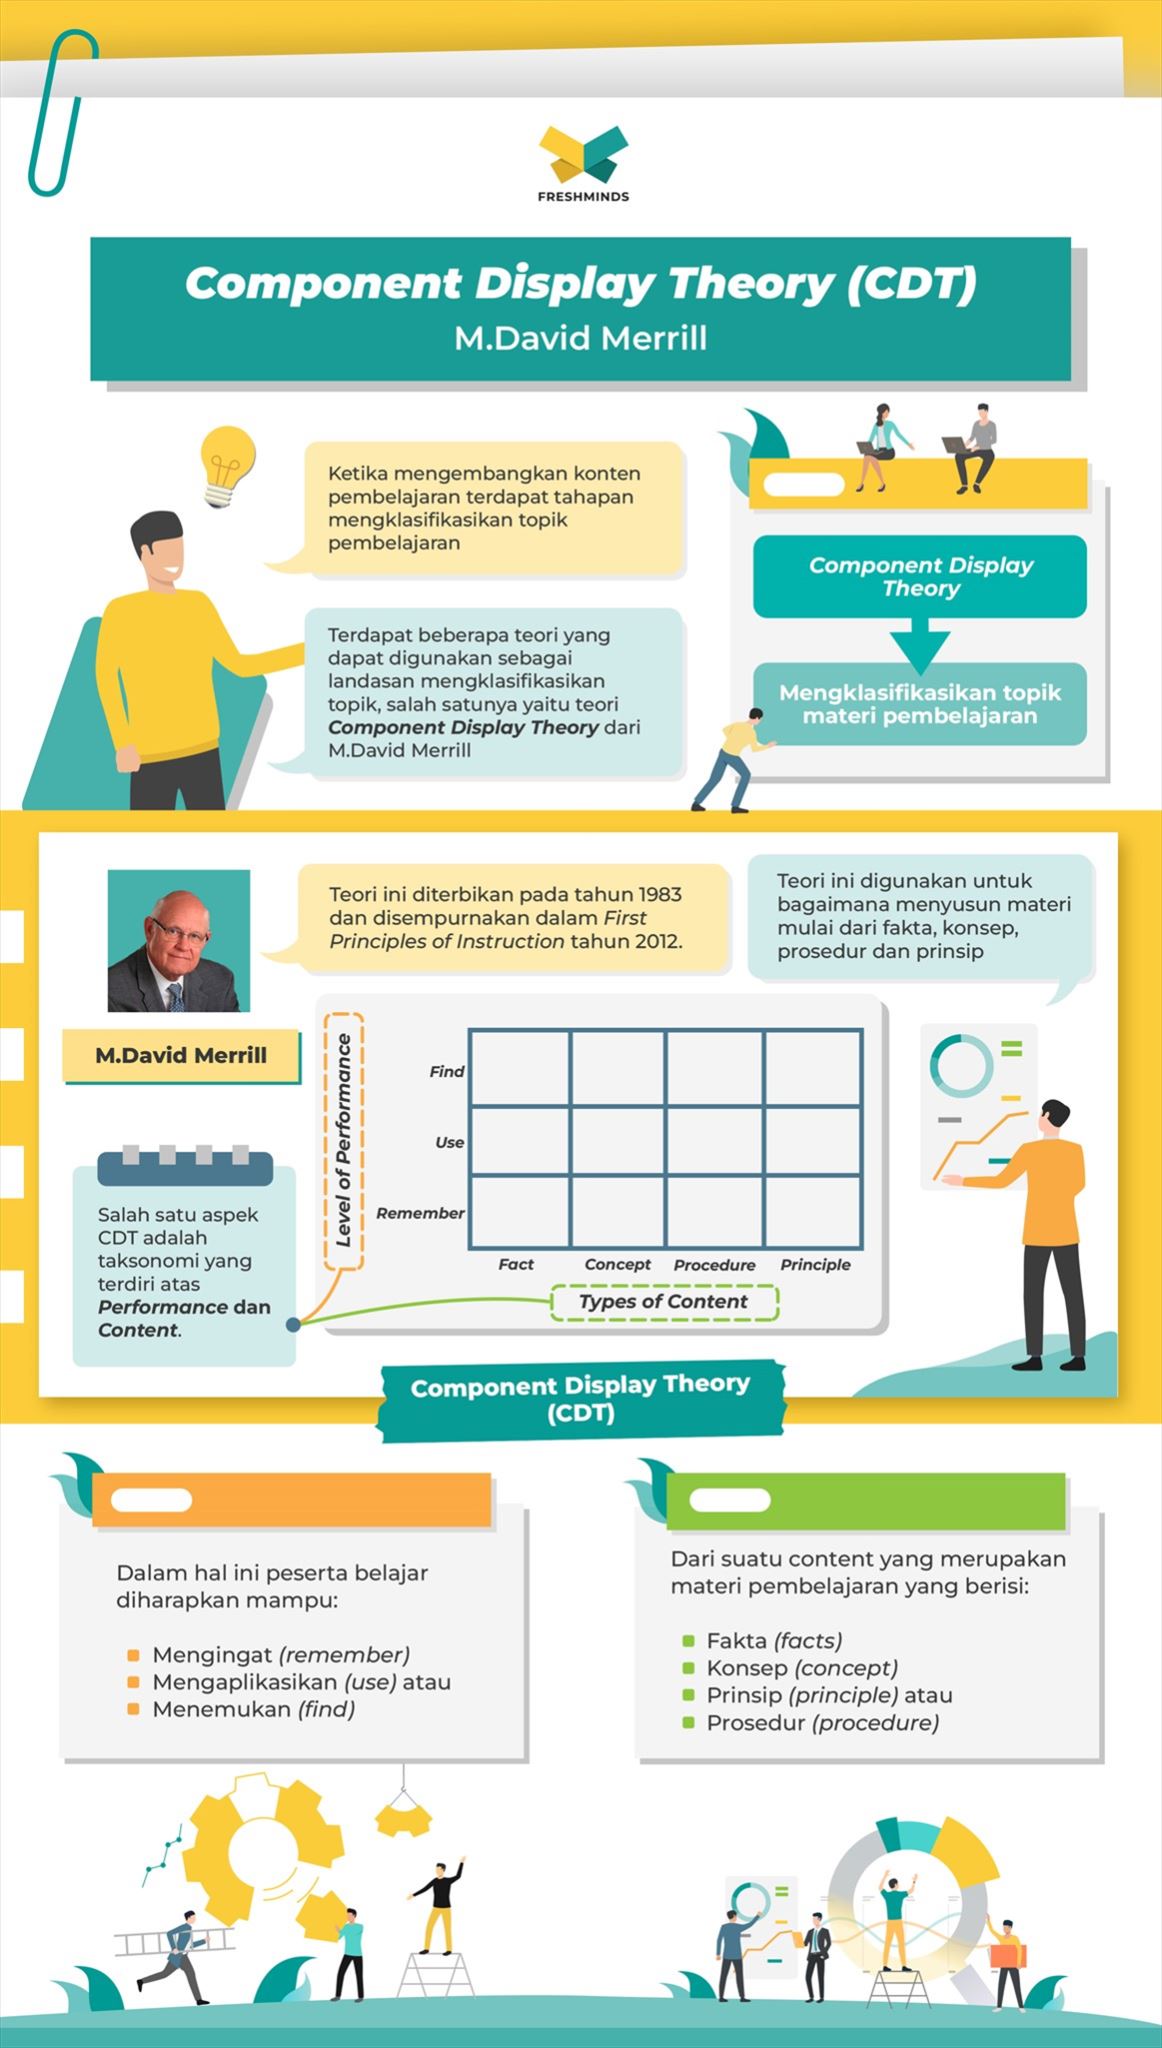 FRESHMINDS
Component Display Theory (CDT)
M.David Merrill
Ketika mengembangkan konten
pembelajaran terdapat tahapan
mengklasifikasikan topik
pembelajaran
Terdapat beberapa teori yang
dapat digunakan sebagai
landasan mengklasifikasikan
topik, salah satunya yaitu teori
Component Display Theory dari
M.David Merrill
Component Display
Theory
Mengklasifikasikan topik
materi pembelajaran
Teori ini diterbikan pada tahun 1983
dan disempurnakan dalam First
Principles of Instruction tahun 2012.
Teori ini digunakan untuk
bagaimana menyusun materi
mulai dari fakta, konsep,
prosedur dan prinsip
M.David Merrill
Salah satu aspek
CDT adalah
taksonomi yang
terdiri atas
Performance dan
Content.
Level of Performance
Find
Use
Remember
Fact Concept Procedure Principle
Types of Content
Component Display Theory
(CDT)
Dalam hal ini peserta belajar
diharapkan mampu:
Mengingat (remember)
Mengaplikasikan (use) atau
Menemukan (find)
Dari suatu content yang merupakan
materi pembelajaran yang berisi:
Fakta (facts)
Konsep (concept)
Prinsip (principle) atau
Prosedur (procedure)